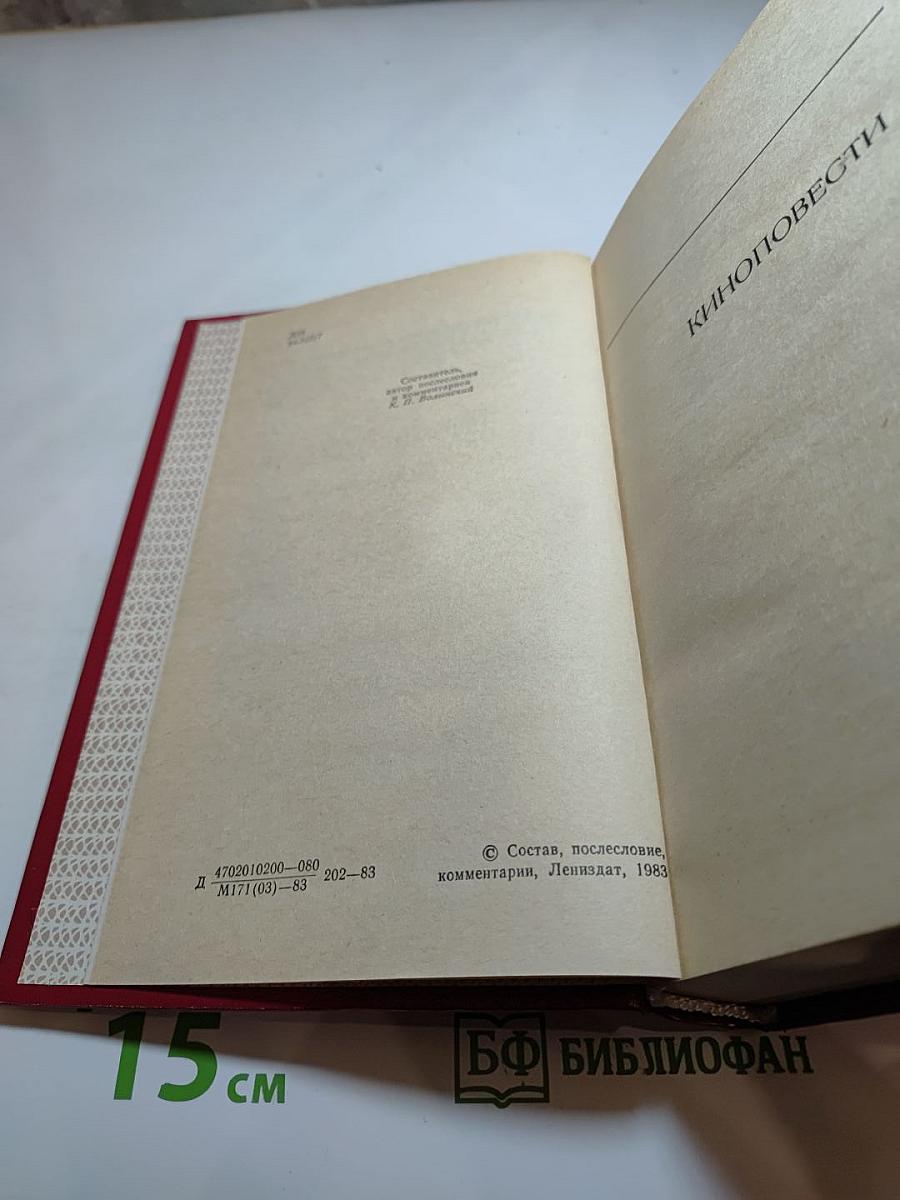 Составитель,
автор послесловия
и комментариев
К. П. Волынский
Д 4702010200—080 202—83
М171(03)—83
© Состав, послесловие,
комментарии, Лениздат, 1983
КИНОПОВЕСТИ
15 см
БФ БИБЛИОФАН